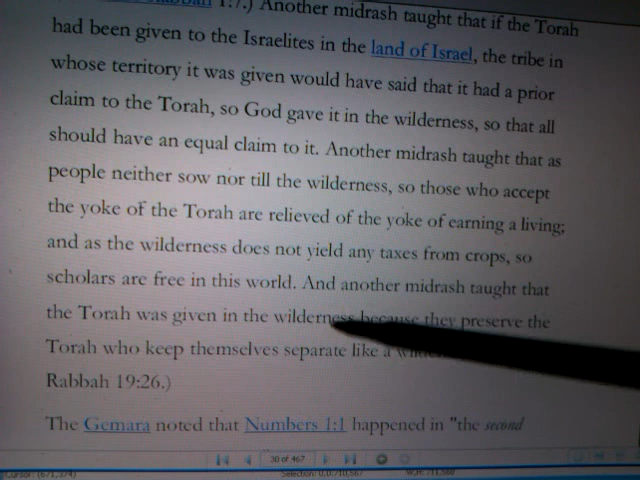 Rabbah 1:7.) Another midrash taught that if the Torah
had been given to the Israelites in the land of Israel, the tribe in
whose territory it was given would have said that it had a prior
claim to the Torah, so God gave it in the wilderness, so that all
should have an equal claim to it. Another midrash taught that as
people neither sow nor till the wilderness, so those who accept
the yoke of the Torah are relieved of the yoke of earning a living;
and as the wilderness does not yield any taxes from crops, so
scholars are free in this world. And another midrash taught that
the Torah was given in the wilderness because they preserve the
Torah who keep themselves separate like a
Rabbah 19:26.)
The Gemara noted that Numbers 1:1 happened in "the second
20 of 467